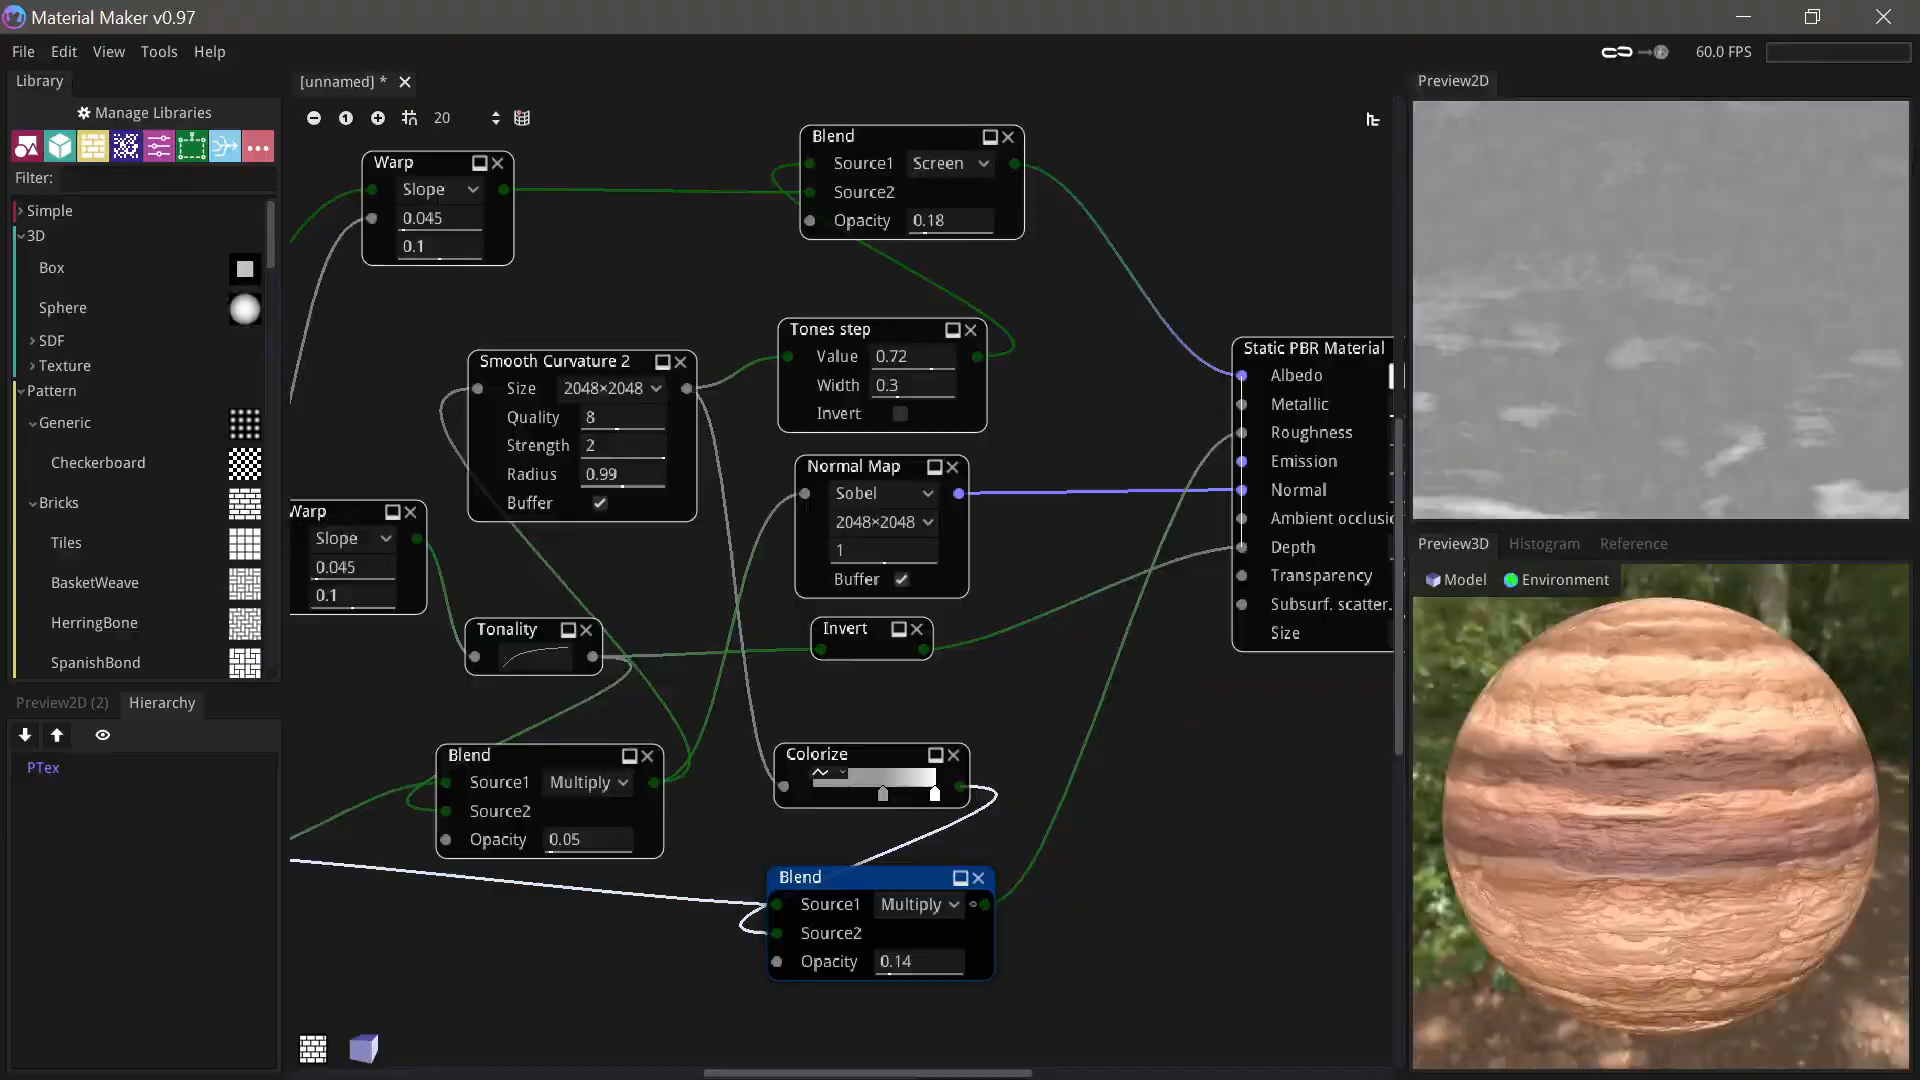 Material Maker v0.97
File Edit View Tools Help
60.0 FPS
Library
Manage Libraries
Filter:
Simple
3D
Box
Sphere
SDF
Texture
Pattern
Generic
Checkerboard
Bricks
Tiles
BasketWeave
HerringBone
SpanishBond
Preview2D (2) Hierarchy
PTex
[unnamed] *
20
Warp
Slope
0.045
0.1
Blend
Source1 Screen
Source2
Opacity 0.18
Smooth Curvature 2
Size 2048×2048
Quality 8
Strength 2
Radius 0.99
Buffer
Tones step
Value 0.72
Width 0.3
Invert
Normal Map
Sobel
2048×2048
1
Buffer
Warp
Slope
0.045
0.1
Tonality
Invert
Blend
Source1 Multiply
Source2
Opacity 0.05
Colorize
Blend
Source1 Multiply
Source2
Opacity 0.14
Static PBR Material
Albedo
Metallic
Roughness
Emission
Normal
Ambient occlusic
Depth
Transparency
Subsurf. scatter.
Size
Preview2D
Preview3D Histogram Reference
Model Environment